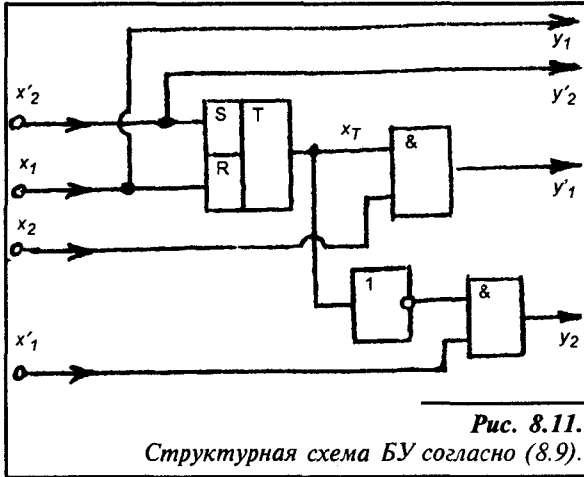 y1
x'2
y'2
S T
xT
&
x1
R
y'1
x2
1
&
x'1
y2
Рис. 8.11.
Структурная схема БУ согласно (8.9).